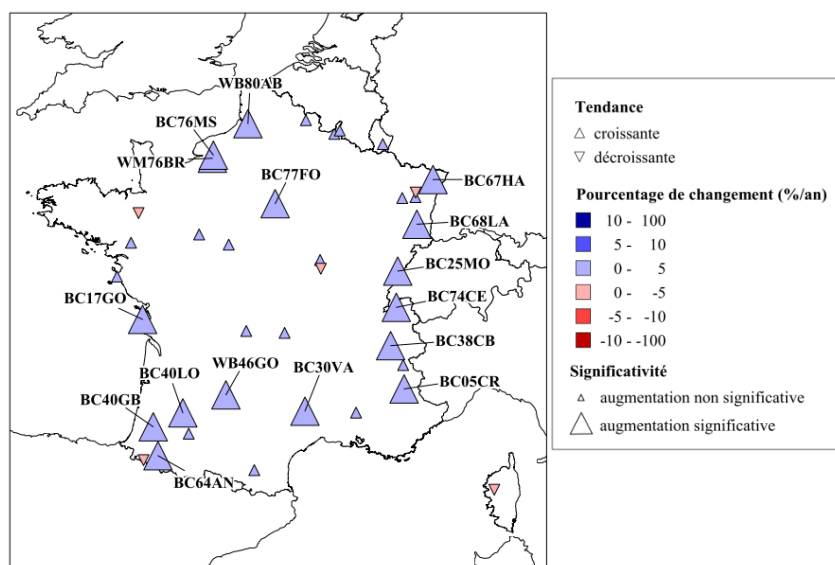 WB80AB
BC76MS
WM76BR
BC77FO
BC67HA
BC68LA
BC25MO
BC74CE
BC17GO
BC38CB
WB46GO
BC30VA
BC40LO
BC05CR
BC40GB
BC64AN
Tendance
croissante
décroissante
Pourcentage de changement (%/an)
10 - 100
5 - 10
0 - 5
0 - -5
-5 - -10
-10 - -100
Significativité
augmentation non significative
augmentation significative